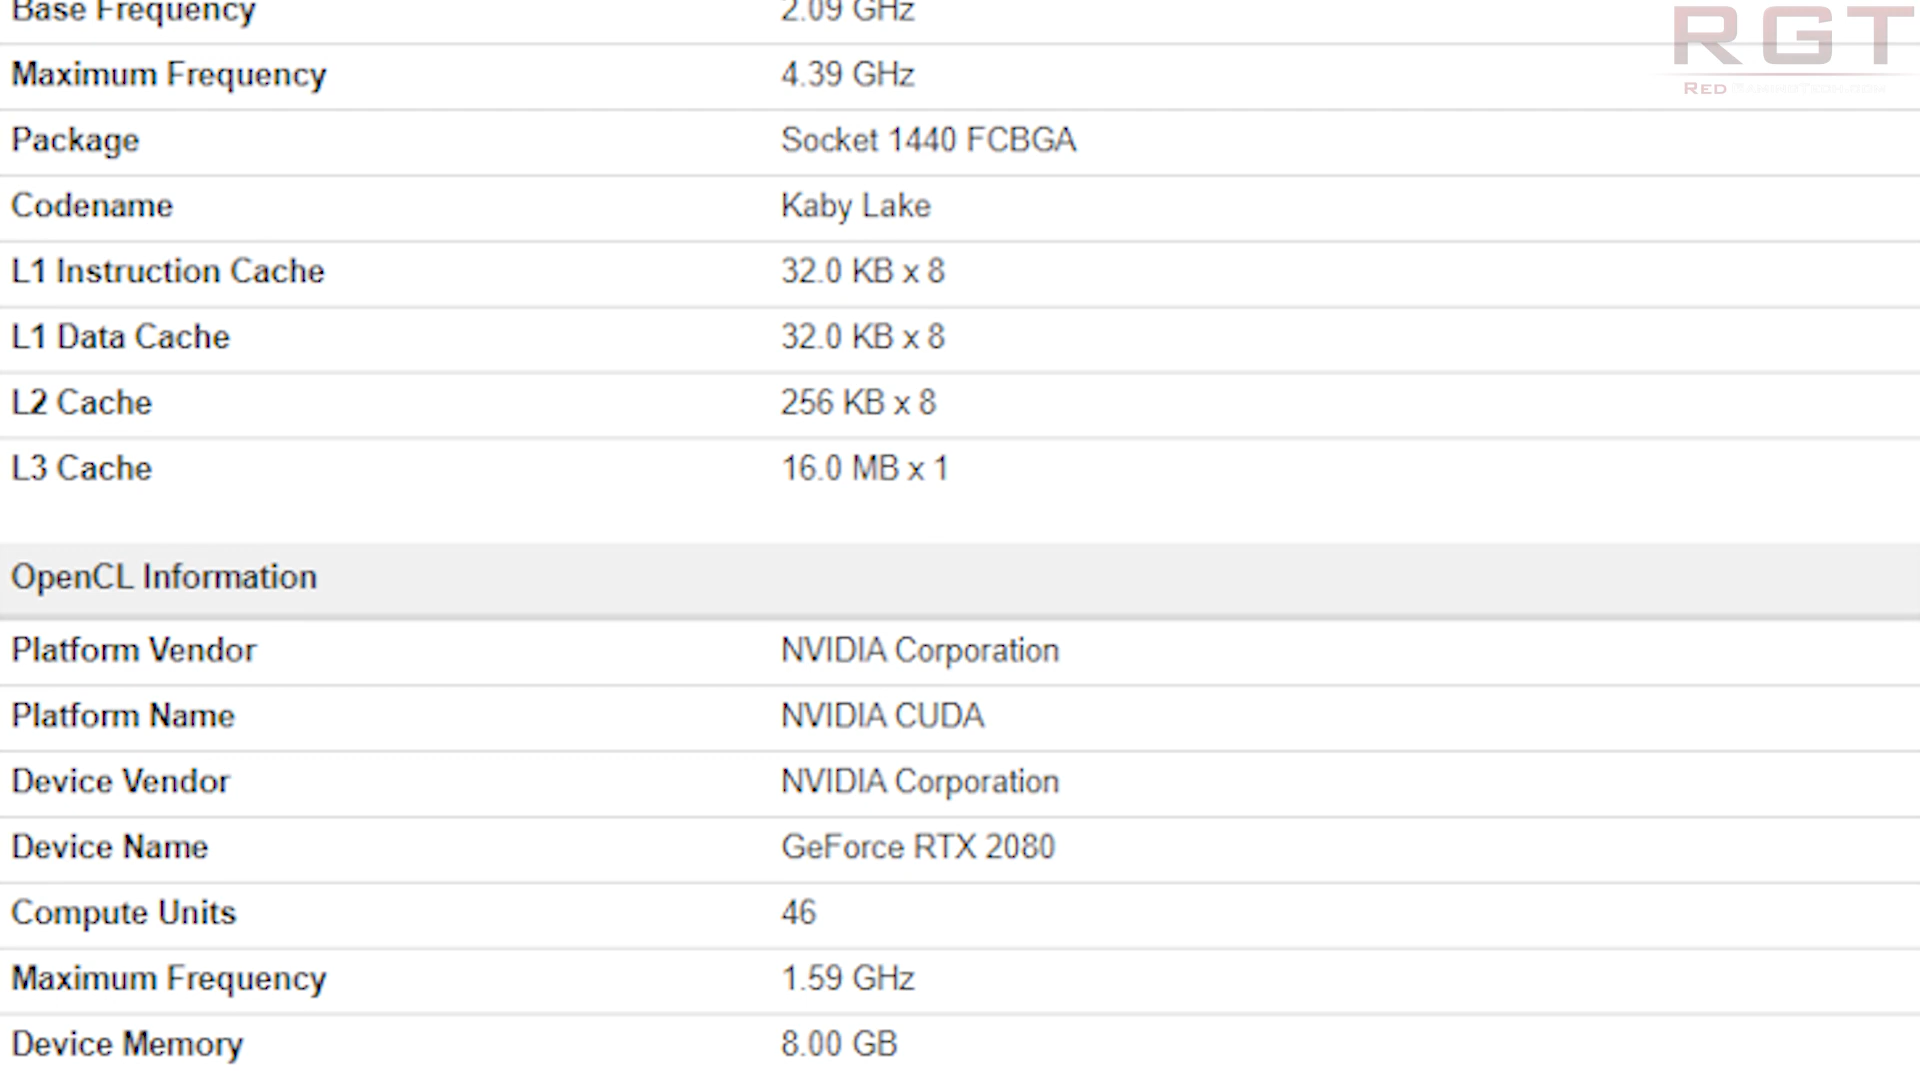 RGT
Base Frequency 2.09 GHz
Maximum Frequency 4.39 GHz
RED
Package Socket 1440 FCBGA
Codename Kaby Lake
L1 Instruction Cache 32.0 KB x 8
L1 Data Cache 32.0 KB x 8
L2 Cache 256 KB x 8
L3 Cache 16.0 MB x 1
OpenCL Information
Platform Vendor NVIDIA Corporation
Platform Name NVIDIA CUDA
Device Vendor NVIDIA Corporation
Device Name GeForce RTX 2080
Compute Units 46
Maximum Frequency 1.59 GHz
Device Memory 8.00 GB